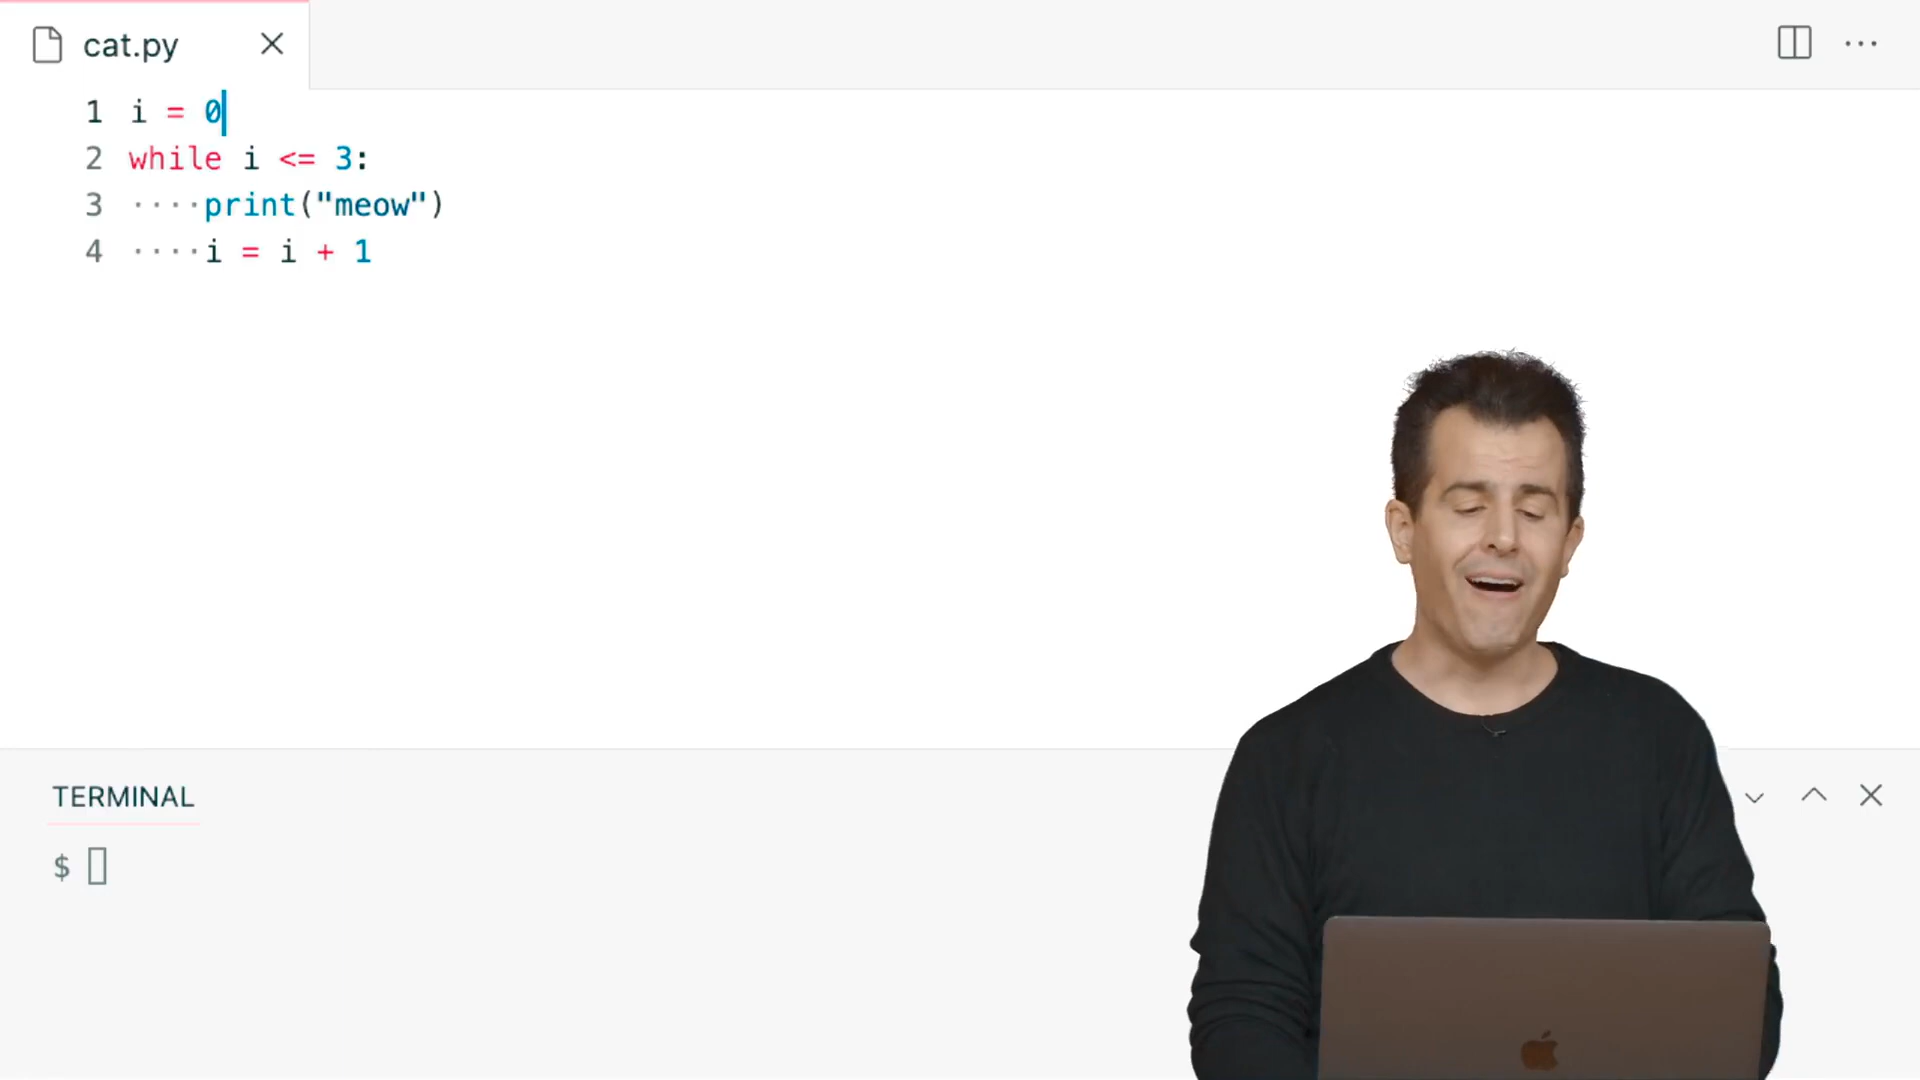 cat.py
1 i = 0
2 while i <= 3:
3 ····print("meow")
4 ····i = i + 1
TERMINAL
$